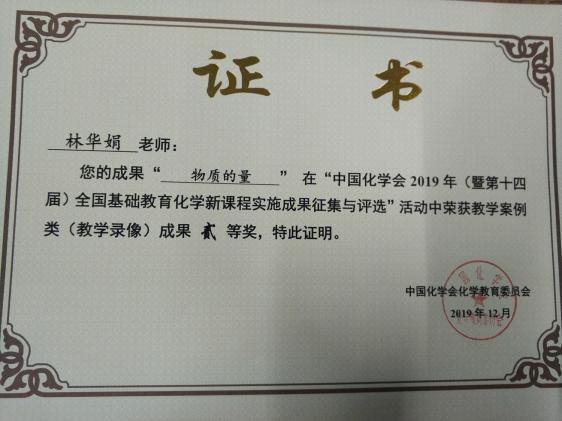 证书
林华娟 老师：
您的成果“ 物质的量 ” 在“中国化学会 2019 年（暨第十四
届）全国基础教育化学新课程实施成果征集与评选”活动中荣获教学案例
类（教学录像）成果 贰 等奖，特此证明。
中国化学会化学教育委员会
2019 年 12 月